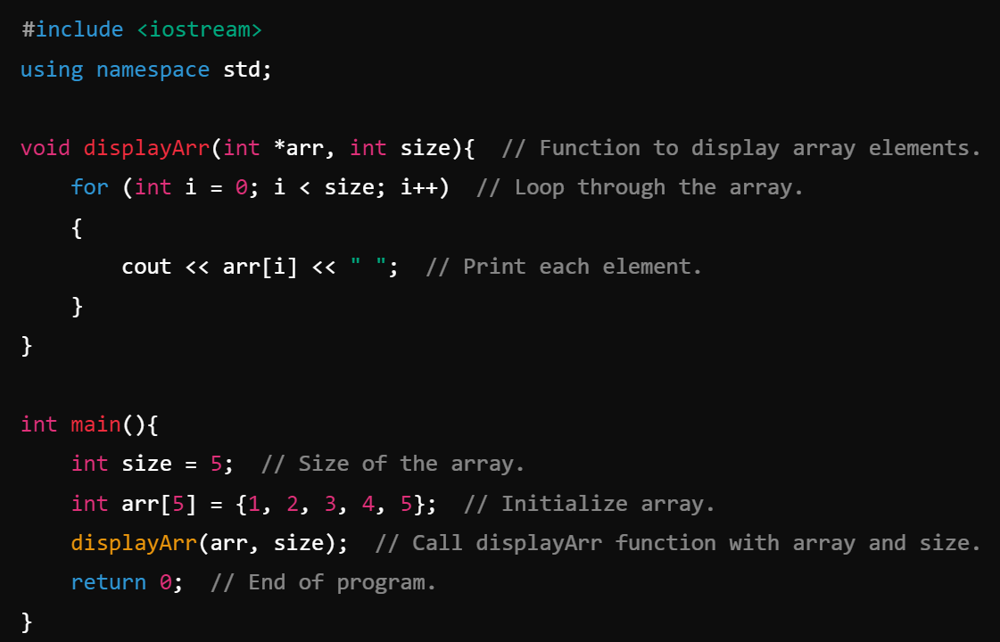 #include <iostream>
using namespace std;
void displayArr(int *arr, int size){  // Function to display array elements.
    for (int i = 0; i < size; i++)  // Loop through the array.
    {
        cout << arr[i] << " ";  // Print each element.
    }
}
int main(){
    int size = 5;  // Size of the array.
    int arr[5] = {1, 2, 3, 4, 5};  // Initialize array.
    displayArr(arr, size);  // Call displayArr function with array and size.
    return 0;  // End of program.
}